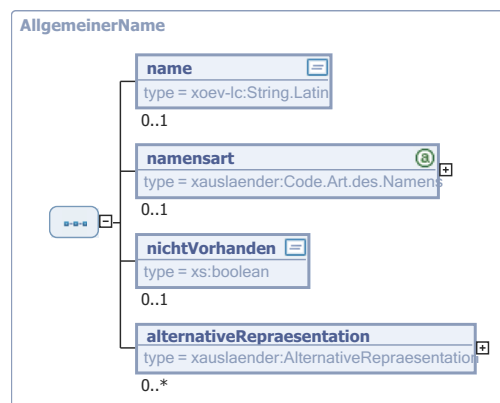 AllgemeinerName
name
type = xoev-lc:String.Latin
0..1
namensart
type = xauslaender:Code.Art.des.Namens
0..1
nichtVorhanden
type = xs:boolean
0..1
alternativeRepraesentation
type = xauslaender:AlternativeRepraesentation
0..*